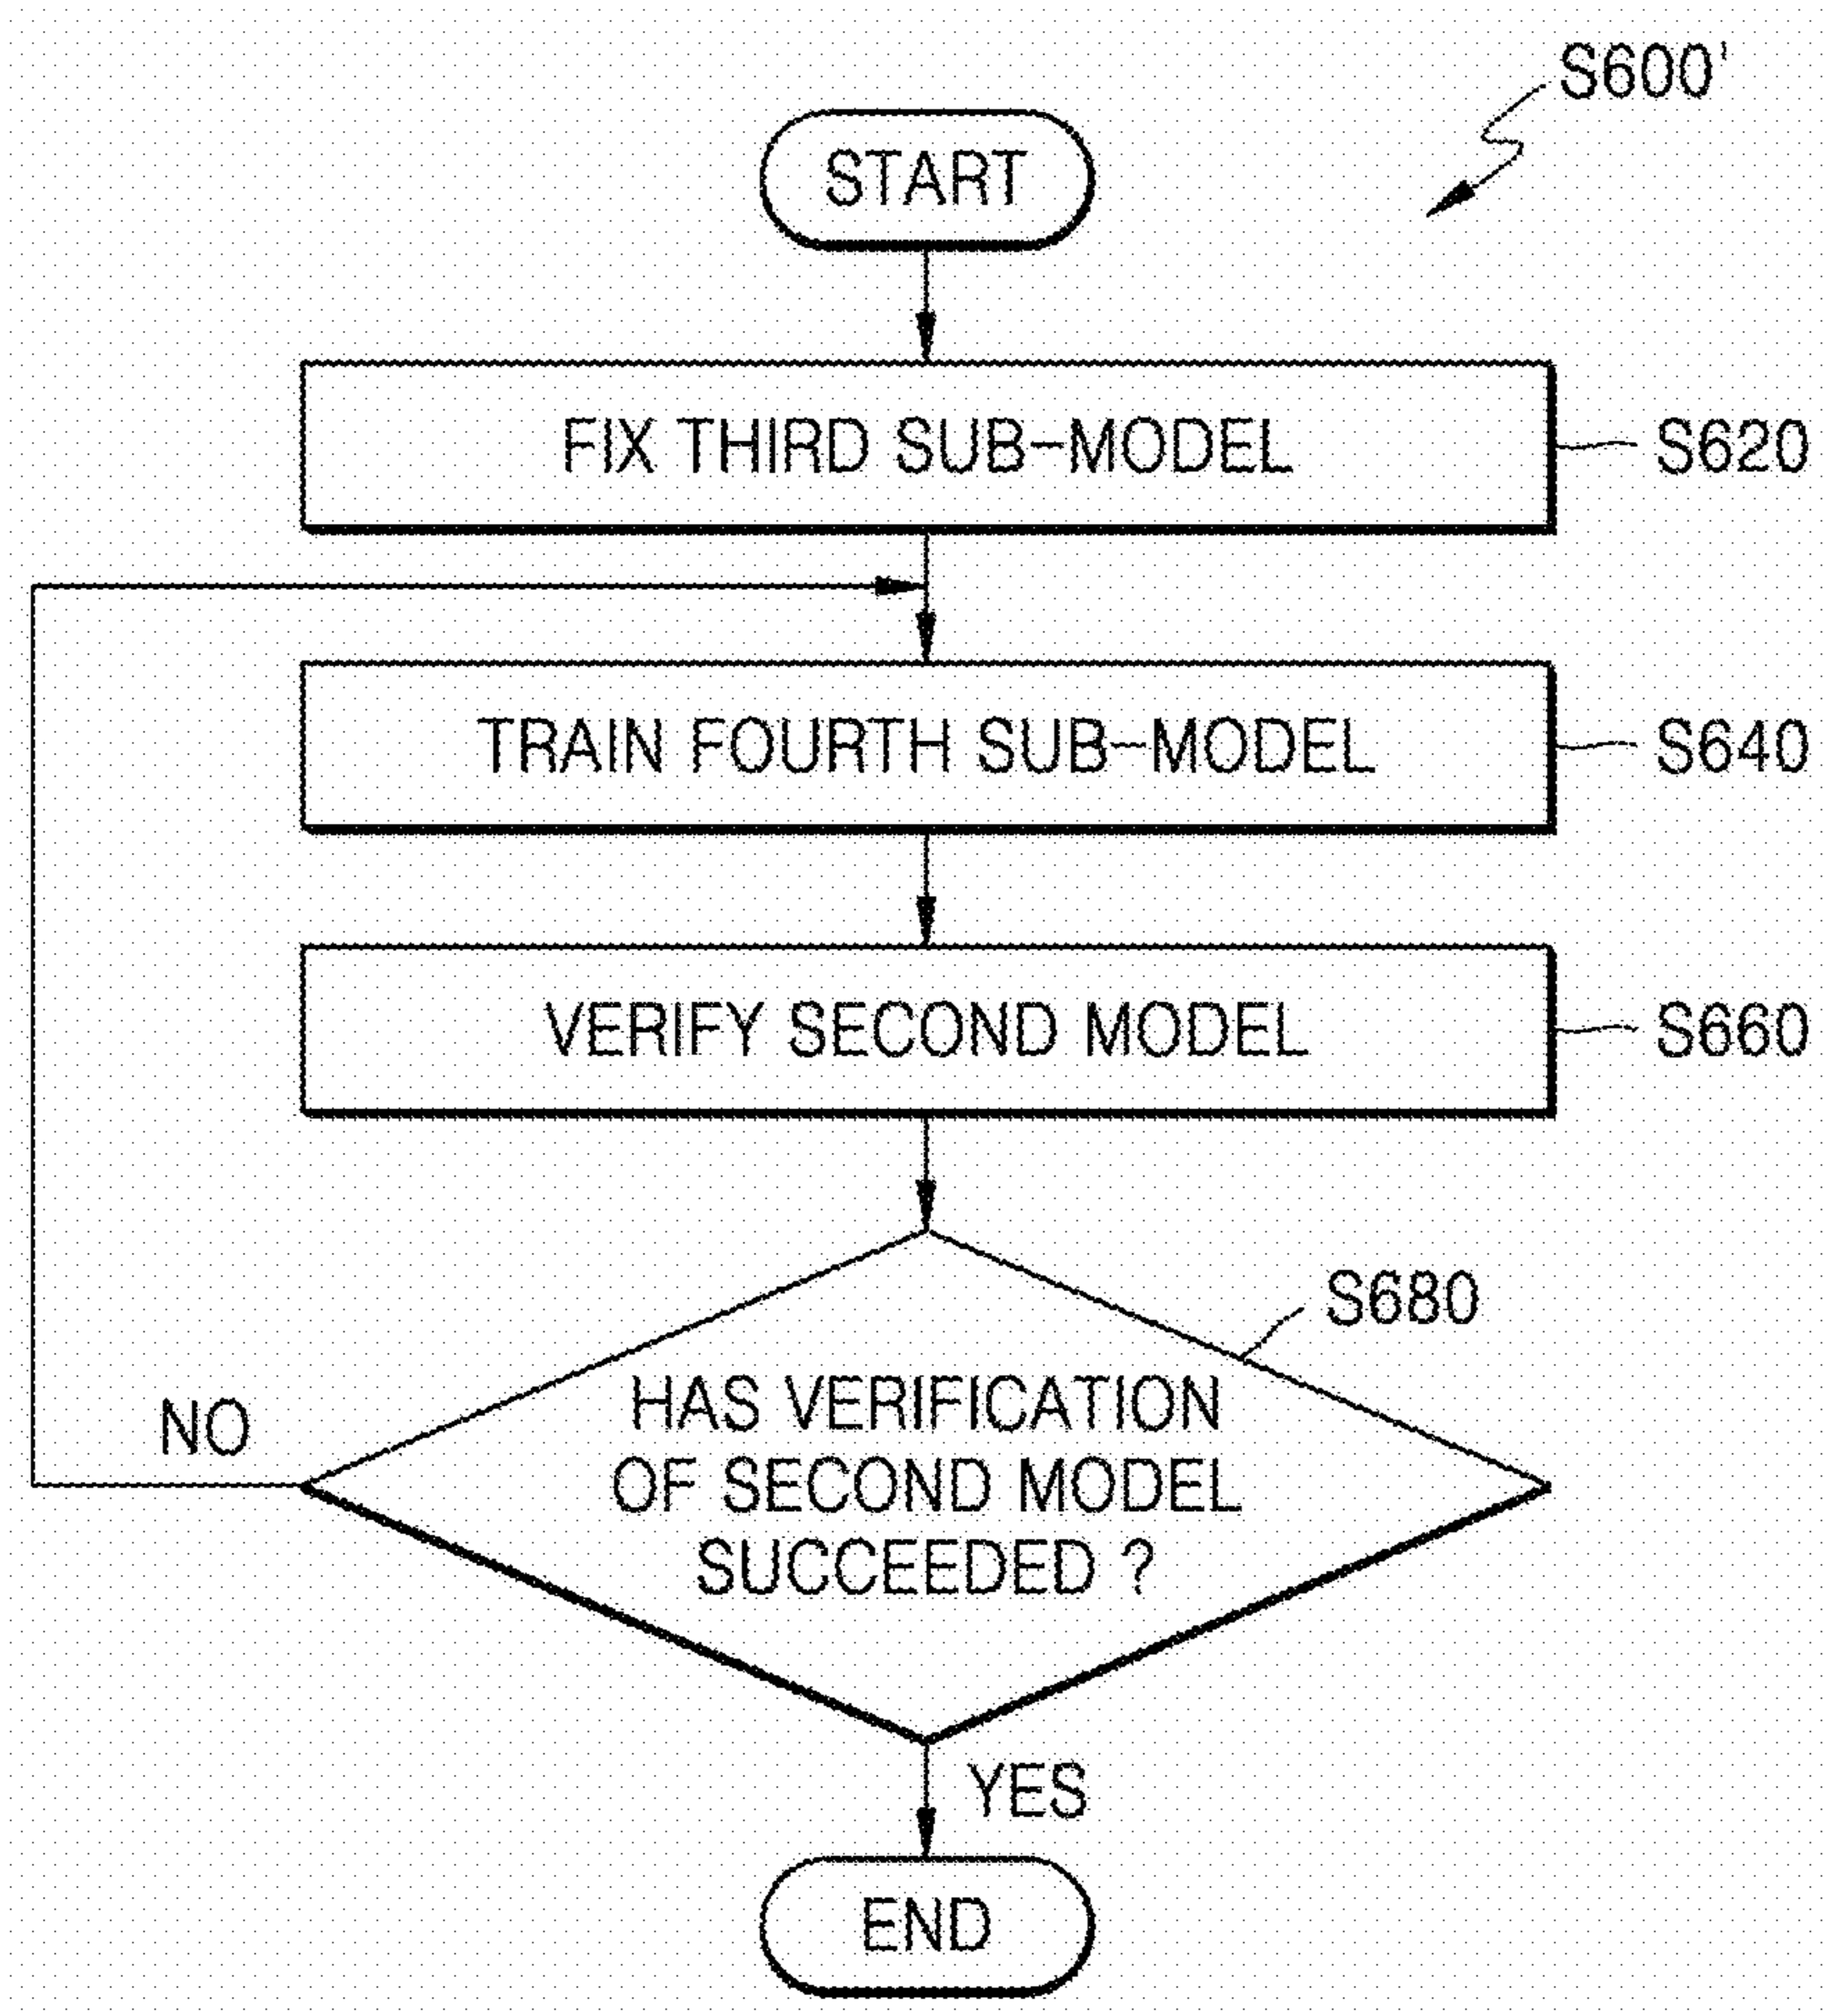 S600'
START
FIX THIRD SUB-MODEL
S620
TRAIN FOURTH SUB-MODEL
S640
VERIFY SECOND MODEL
S660
S680
HAS VERIFICATION
OF SECOND MODEL
SUCCEEDED ?
NO
YES
END